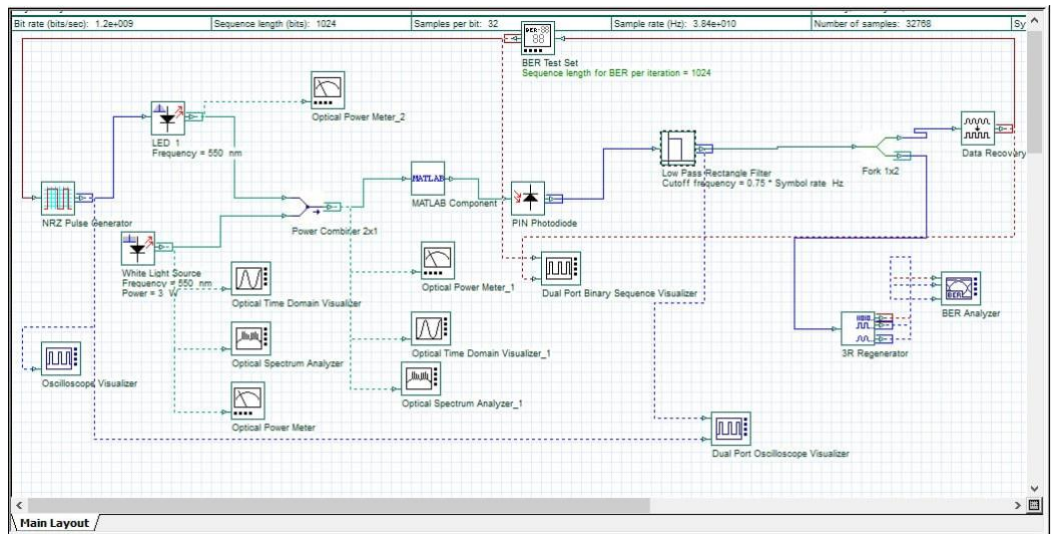 Bit rate (bits/sec): 1.2e+009
Sequence length (bits): 1024
Samples per bit: 32
Sample rate (Hz): 3.84e+010
Number of samples: 32768
Sy
BER Test Set
Sequence length for BER per iteration = 1024
Optical Power Meter_2
LED 1
Frequency = 550 nm
Low Pass Rectangle Filter
Cutoff frequency = 0.75 * Symbol rate Hz
Data Recovery
Fork 1x2
MATLAB
MATLAB Component
NRZ Pulse Generator
PIN Photodiode
Power Combiner 2x1
White Light Source
Frequency = 550 nm
Power = 3 W
Optical Time Domain Visualizer
Optical Power Meter_1
Dual Port Binary Sequence Visualizer
BER
BER Analyzer
Optical Spectrum Analyzer
Optical Time Domain Visualizer_1
3R Regenerator
Oscilloscope Visualizer
Optical Spectrum Analyzer_1
Optical Power Meter
Dual Port Oscilloscope Visualizer
Main Layout